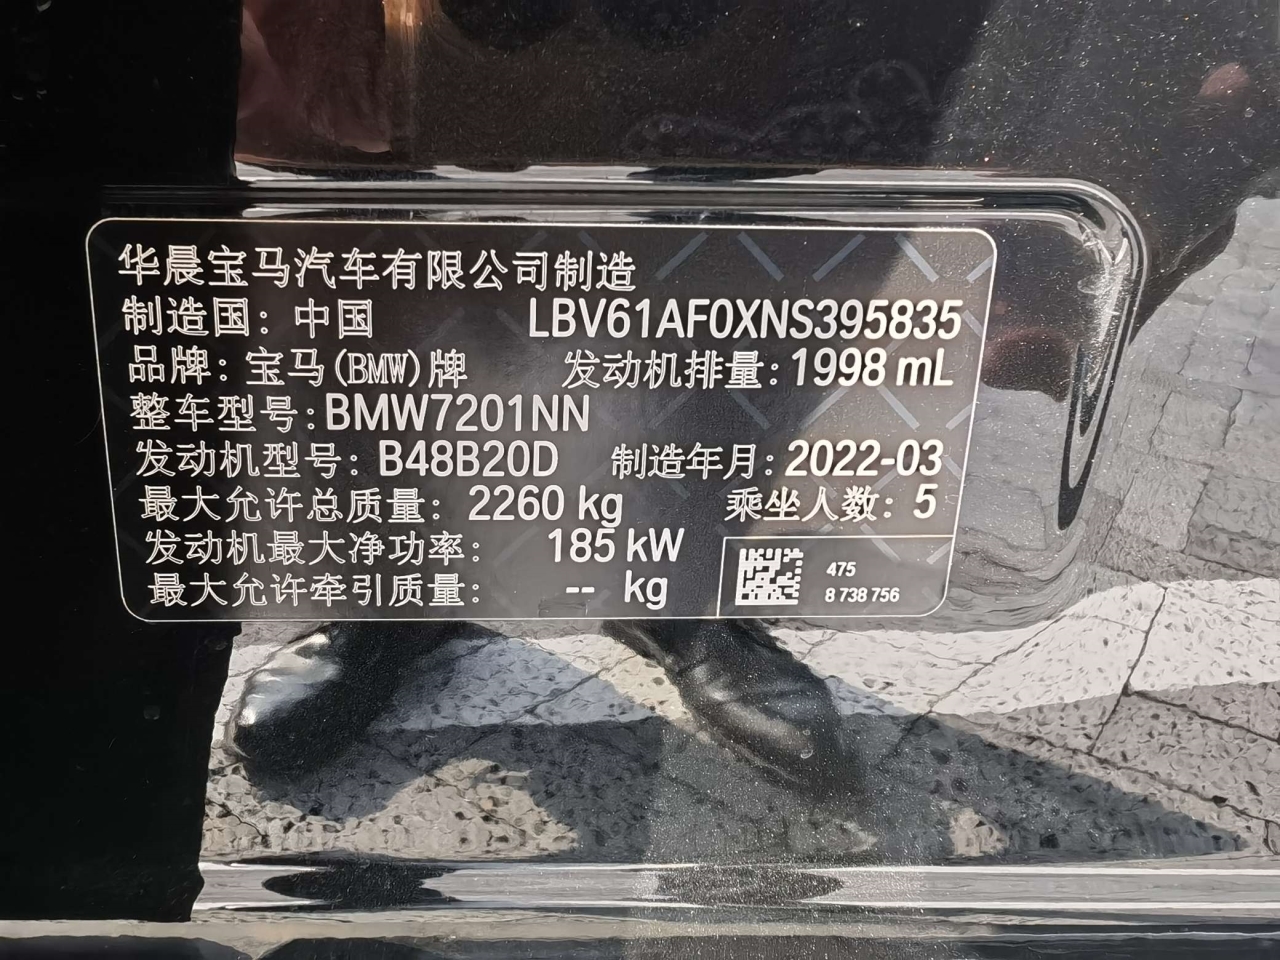 华晨宝马汽车有限公司制造
制造国：中国 LBV61AF0XNS395835
品牌：宝马(BMW)牌 发动机排量：1998 mL
整车型号：BMW7201NN
发动机型号：B48B20D 制造年月：2022-03
最大允许总质量：2260 kg 乘坐人数：5
发动机最大净功率：185 kW
最大允许牵引质量：-- kg
475
8 738 756